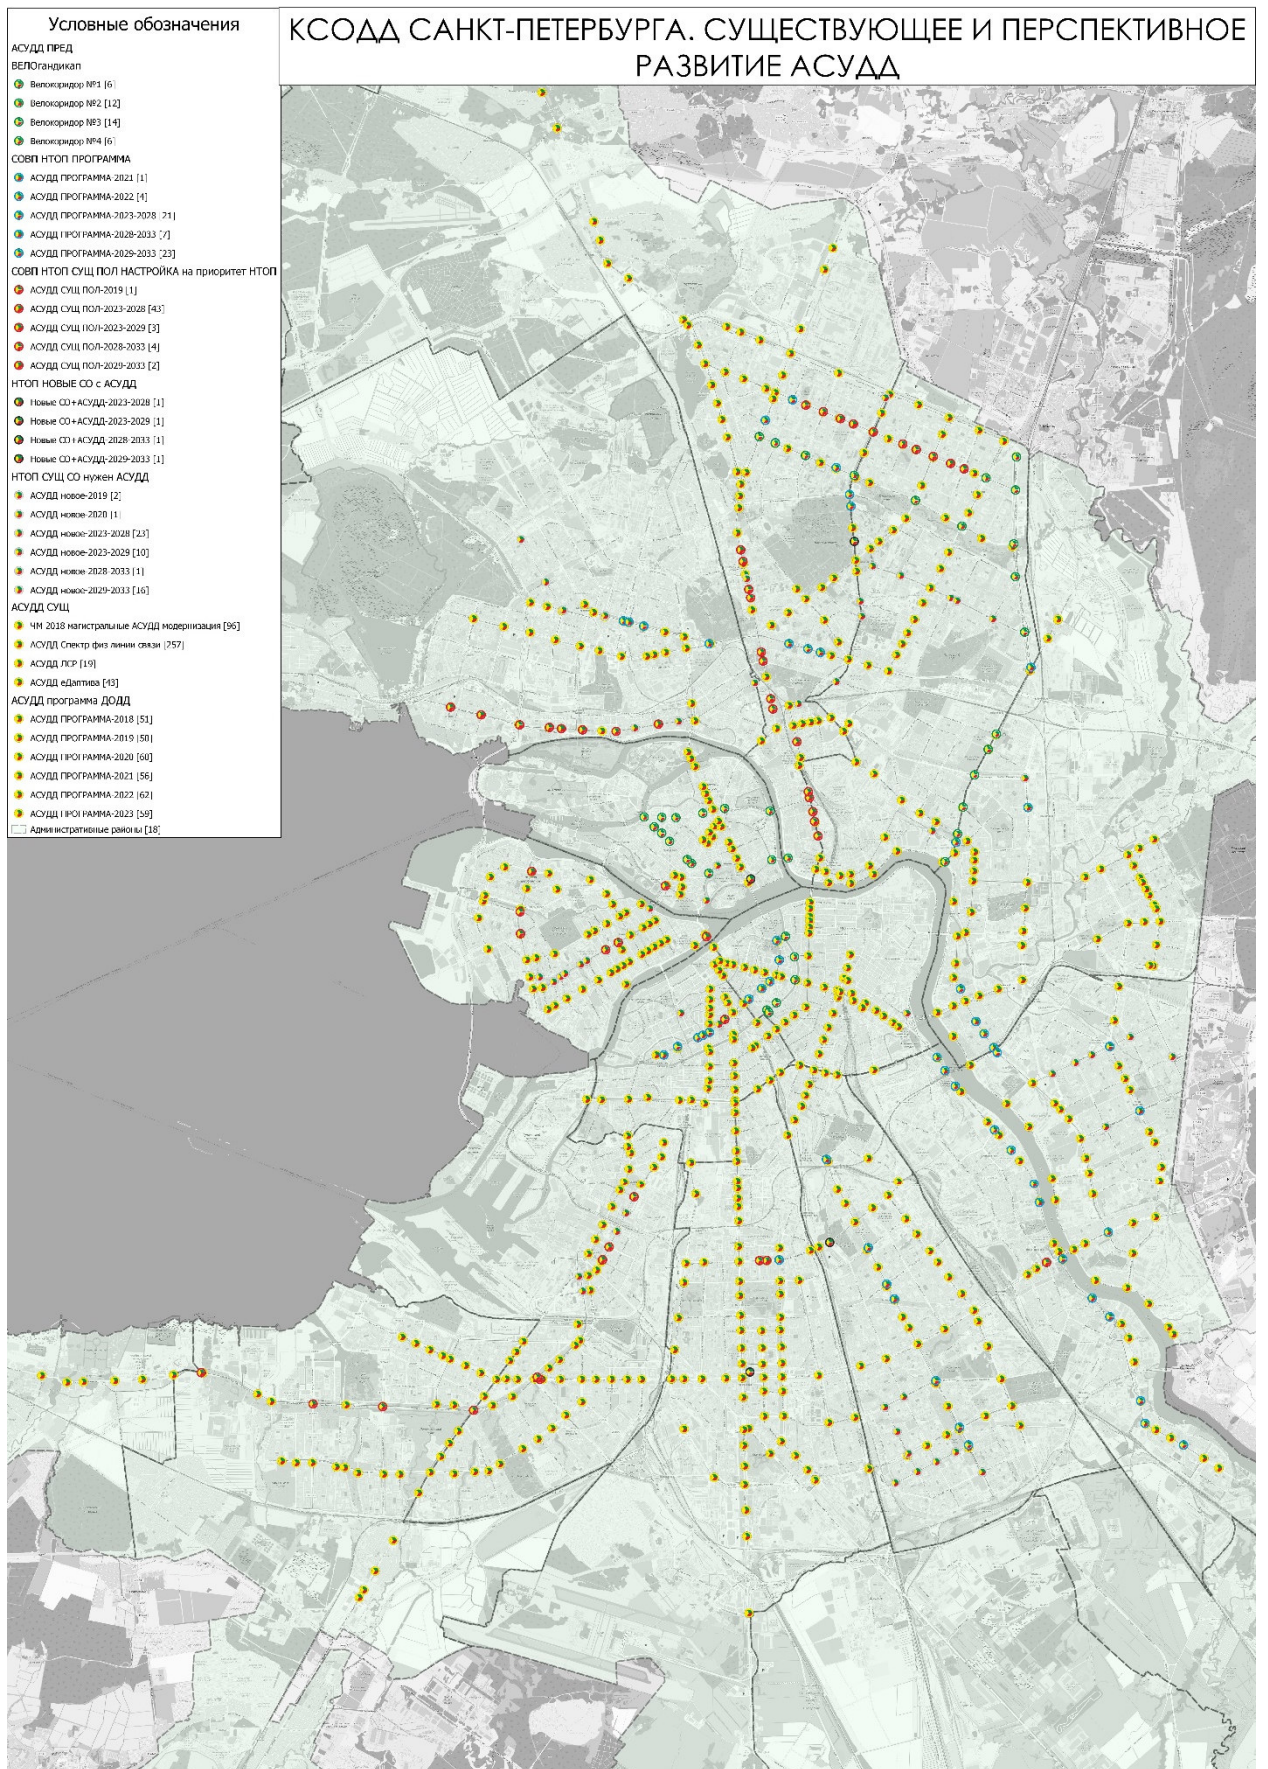 Условные обозначения
КСОДД САНКТ-ПЕТЕРБУРГА. СУЩЕСТВУЮЩЕЕ И ПЕРСПЕКТИВНОЕ
РАЗВИТИЕ АСУДД
АСУДД ПРЕД
ВЕЛОгандикап
Велокоридор №1 [6]
Велокоридор №2 [12]
Велокоридор №3 [14]
Велокоридор №4 [6]
СОВП НТОП ПРОГРАММА
АСУДД ПРОГРАММА-2021 [1]
АСУДД ПРОГРАММА-2022 [4]
АСУДД ПРОГРАММА-2023-2028 [21]
АСУДД ПРОГРАММА-2028-2033 [7]
АСУДД ПРОГРАММА-2029-2033 [23]
СОВП НТОП СУЩ ПОЛ НАСТРОЙКА на приоритет НТОП
АСУДД СУЩ ПОЛ-2019 [1]
АСУДД СУЩ ПОЛ-2023-2028 [43]
АСУДД СУЩ ПОЛ-2023-2029 [3]
АСУДД СУЩ ПОЛ-2028-2033 [4]
АСУДД СУЩ ПОЛ-2029-2033 [2]
НТОП НОВЫЕ СО с АСУДД
Новые СО+АСУДД-2023-2028 [1]
Новые СО+АСУДД-2023-2029 [1]
Новые СО+АСУДД-2028-2033 [1]
Новые СО+АСУДД-2029-2033 [1]
НТОП СУЩ СО нужен АСУДД
АСУДД новое-2019 [2]
АСУДД новое-2020 [1]
АСУДД новое-2023-2028 [23]
АСУДД новое-2023-2029 [10]
АСУДД новое-2028-2033 [1]
АСУДД новое-2029-2033 [16]
АСУДД СУЩ
ЧМ 2018 магистральные АСУДД модернизация [96]
АСУДД Спектр физ линии связи [257]
АСУДД ЛСР [19]
АСУДД еДаптива [43]
АСУДД программа ДОДД
АСУДД ПРОГРАММА-2018 [51]
АСУДД ПРОГРАММА-2019 [50]
АСУДД ПРОГРАММА-2020 [60]
АСУДД ПРОГРАММА-2021 [56]
АСУДД ПРОГРАММА-2022 [62]
АСУДД ПРОГРАММА-2023 [59]
Административные районы [18]